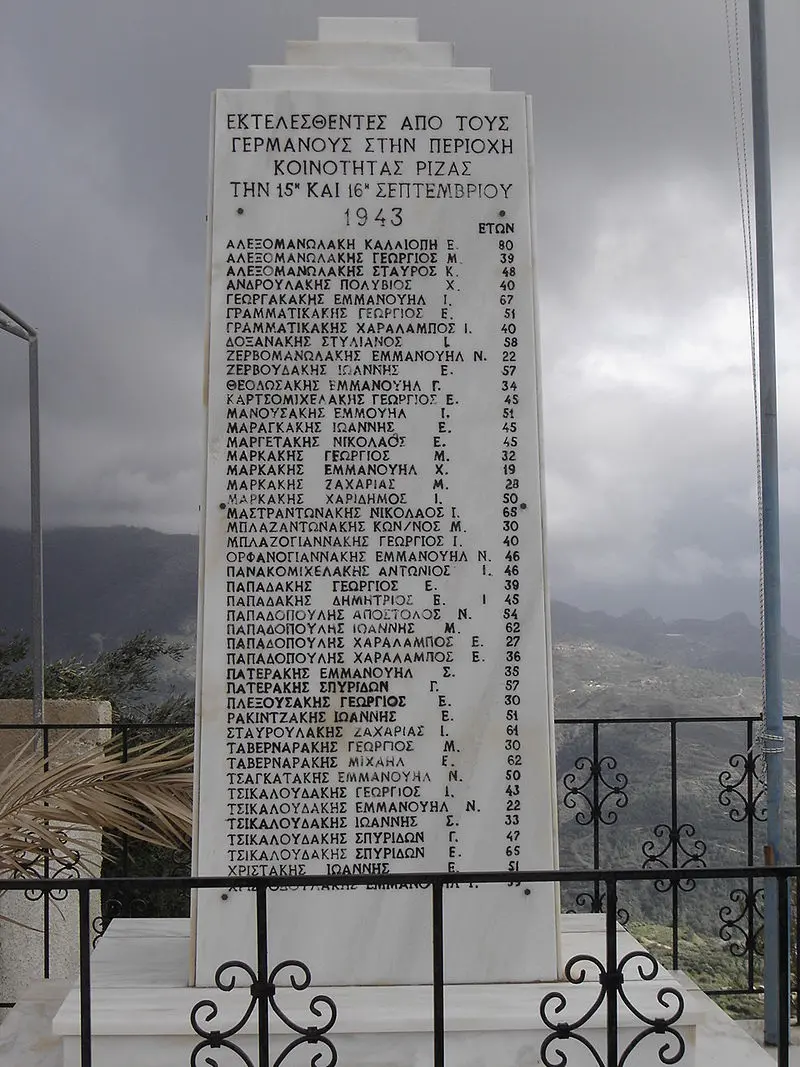 ΕΚΤΕΛΕΣΘΕΝΤΕΣ ΑΠΟ ΤΟΥΣ
ΓΕΡΜΑΝΟΥΣ ΣΤΗΝ ΠΕΡΙΟΧΗ
ΚΟΙΝΟΤΗΤΑΣ ΡΙΖΑΣ
ΤΗΝ 15ᴺ ΚΑΙ 16ᴺ ΣΕΠΤΕΜΒΡΙΟΥ
1943
ΕΤΩΝ
ΑΛΕΞΟΜΑΝΩΛΑΚΗ ΚΑΛΛΙΟΠΗ Ε. 80
ΑΛΕΞΟΜΑΝΩΛΑΚΗΣ ΓΕΩΡΓΙΟΣ Μ. 39
ΑΛΕΞΟΜΑΝΩΛΑΚΗΣ ΣΤΑΥΡΟΣ Κ. 48
ΑΝΔΡΟΥΛΑΚΗΣ ΠΟΛΥΒΙΟΣ Χ. 40
ΓΕΩΡΓΑΚΑΚΗΣ ΕΜΜΑΝΟΥΗΛ Ι. 67
ΓΡΑΜΜΑΤΙΚΑΚΗΣ ΓΕΩΡΓΙΟΣ Ε. 51
ΓΡΑΜΜΑΤΙΚΑΚΗΣ ΧΑΡΑΛΑΜΠΟΣ Ι. 40
ΔΟΞΑΝΑΚΗΣ ΣΤΥΛΙΑΝΟΣ Ι. 58
ΖΕΡΒΟΜΑΝΩΛΑΚΗΣ ΕΜΜΑΝΟΥΗΛ Ν. 22
ΖΕΡΒΟΥΔΑΚΗΣ ΙΩΑΝΝΗΣ Ε. 57
ΘΕΟΔΩΣΑΚΗΣ ΕΜΜΑΝΟΥΗΛ Γ. 34
ΚΑΡΤΣΟΜΙΧΕΛΑΚΗΣ ΓΕΩΡΓΙΟΣ Ε. 45
ΜΑΝΟΥΣΑΚΗΣ ΕΜΜΟΥΗΛ Γ. 51
ΜΑΡΑΓΚΑΚΗΣ ΙΩΑΝΝΗΣ Ε. 45
ΜΑΡΓΕΤΑΚΗΣ ΝΙΚΟΛΑΟΣ Ε. 45
ΜΑΡΚΑΚΗΣ ΓΕΩΡΓΙΟΣ Μ. 32
ΜΑΡΚΑΚΗΣ ΕΜΜΑΝΟΥΗΛ Χ. 19
ΜΑΡΚΑΚΗΣ ΖΑΧΑΡΙΑΣ Μ. 28
ΜΑΡΚΑΚΗΣ ΧΑΡΙΔΗΜΟΣ Ι. 50
ΜΑΣΤΡΑΝΤΩΝΑΚΗΣ ΝΙΚΟΛΑΟΣ Ι. 65
ΜΠΛΑΖΑΝΤΩΝΑΚΗΣ ΚΩΝ/ΝΟΣ Μ. 30
ΜΠΛΑΖΟΓΙΑΝΝΑΚΗΣ ΓΕΩΡΓΙΟΣ Γ. 40
ΟΡΦΑΝΟΓΙΑΝΝΑΚΗΣ ΕΜΜΑΝΟΥΗΛ Ν. 46
ΠΑΝΑΚΟΜΙΧΕΛΑΚΗΣ ΑΝΤΩΝΙΟΣ Ι. 46
ΠΑΠΑΔΑΚΗΣ ΓΕΩΡΓΙΟΣ Ε. 39
ΠΑΠΑΔΑΚΗΣ ΔΗΜΗΤΡΙΟΣ Ε. Ι 45
ΠΑΠΑΔΟΠΟΥΛΗΣ ΑΠΟΣΤΟΛΟΣ Ν. 54
ΠΑΠΑΔΟΠΟΥΛΗΣ ΙΩΑΝΝΗΣ Μ. 62
ΠΑΠΑΔΟΠΟΥΛΗΣ ΧΑΡΑΛΑΜΠΟΣ Ε. 27
ΠΑΠΑΔΟΠΟΥΛΗΣ ΧΑΡΑΛΑΜΠΟΣ Ε. 36
ΠΑΤΕΡΑΚΗΣ ΕΜΜΑΝΟΥΗΛ Σ. 35
ΠΑΤΕΡΑΚΗΣ ΣΠΥΡΙΔΩΝ Γ. 57
ΠΛΕΞΟΥΣΑΚΗΣ ΓΕΩΡΓΙΟΣ Ε. 30
ΡΑΚΙΝΤΖΑΚΗΣ ΙΩΑΝΝΗΣ Ε. 51
ΣΤΑΥΡΟΥΛΑΚΗΣ ΖΑΧΑΡΙΑΣ Ι. 61
ΤΑΒΕΡΝΑΡΑΚΗΣ ΓΕΩΡΓΙΟΣ Μ. 30
ΤΑΒΕΡΝΑΡΑΚΗΣ ΜΙΧΑΗΛ Ε. 62
ΤΣΑΓΚΑΤΑΚΗΣ ΕΜΜΑΝΟΥΗΛ Ν. 50
ΤΣΙΚΑΛΟΥΔΑΚΗΣ ΓΕΩΡΓΙΟΣ Ι. 43
ΤΣΙΚΑΛΟΥΔΑΚΗΣ ΕΜΜΑΝΟΥΗΛ Ν. 22
ΤΣΙΚΑΛΟΥΔΑΚΗΣ ΙΩΑΝΝΗΣ Σ. 33
ΤΣΙΚΑΛΟΥΔΑΚΗΣ ΣΠΥΡΙΔΩΝ Γ. 47
ΤΣΙΚΑΛΟΥΔΑΚΗΣ ΣΠΥΡΙΔΩΝ Ε. 65
ΧΡΙΣΤΑΚΗΣ ΙΩΑΝΝΗΣ Ε. 51
ΕΜΜΑΝΟΥΗΛ